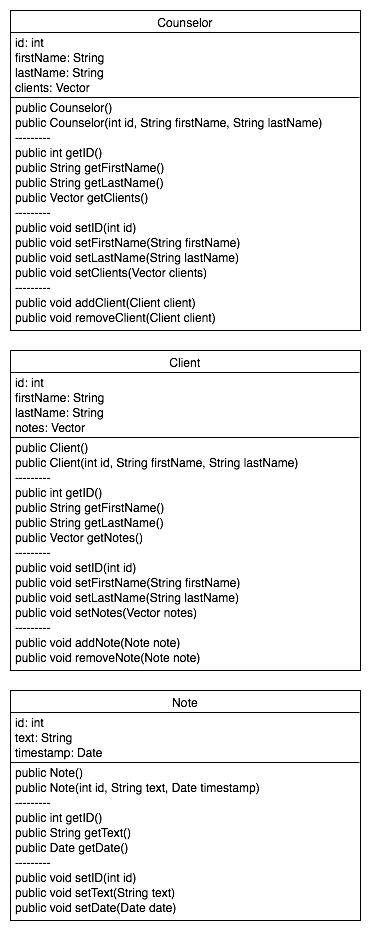 Counselor
id: int
firstName: String
lastName: String
clients: Vector
public Counselor()
public Counselor(int id, String firstName, String lastName)
---------
public int getID()
public String getFirstName()
public String getLastName()
public Vector getClients()
---------
public void setID(int id)
public void setFirstName(String firstName)
public void setLastName(String lastName)
public void setClients(Vector clients)
---------
public void addClient(Client client)
public void removeClient(Client client)
Client
id: int
firstName: String
lastName: String
notes: Vector
public Client()
public Client(int id, String firstName, String lastName)
---------
public int getID()
public String getFirstName()
public String getLastName()
public Vector getNotes()
---------
public void setID(int id)
public void setFirstName(String firstName)
public void setLastName(String lastName)
public void setNotes(Vector notes)
---------
public void addNote(Note note)
public void removeNote(Note note)
Note
id: int
text: String
timestamp: Date
public Note()
public Note(int id, String text, Date timestamp)
---------
public int getID()
public String getText()
public Date getDate()
---------
public void setID(int id)
public void setText(String text)
public void setDate(Date date)